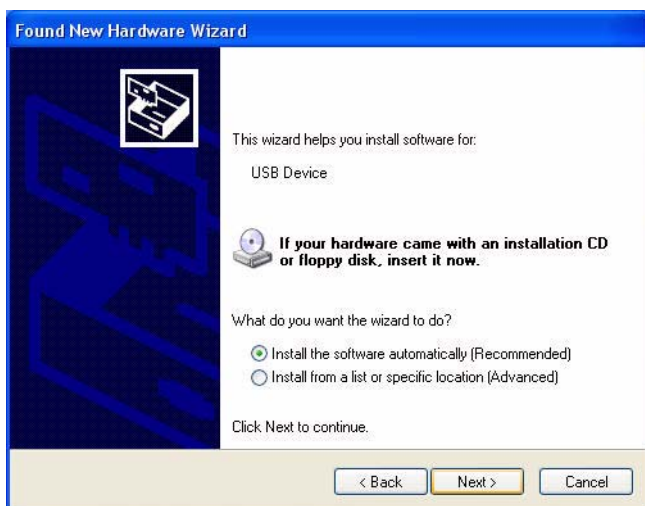 Found New Hardware Wizard
This wizard helps you install software for:
USB Device
If your hardware came with an installation CD
or floppy disk, insert it now.
What do you want the wizard to do?
Install the software automatically (Recommended)
Install from a list or specific location (Advanced)
Click Next to continue.
< Back Next > Cancel